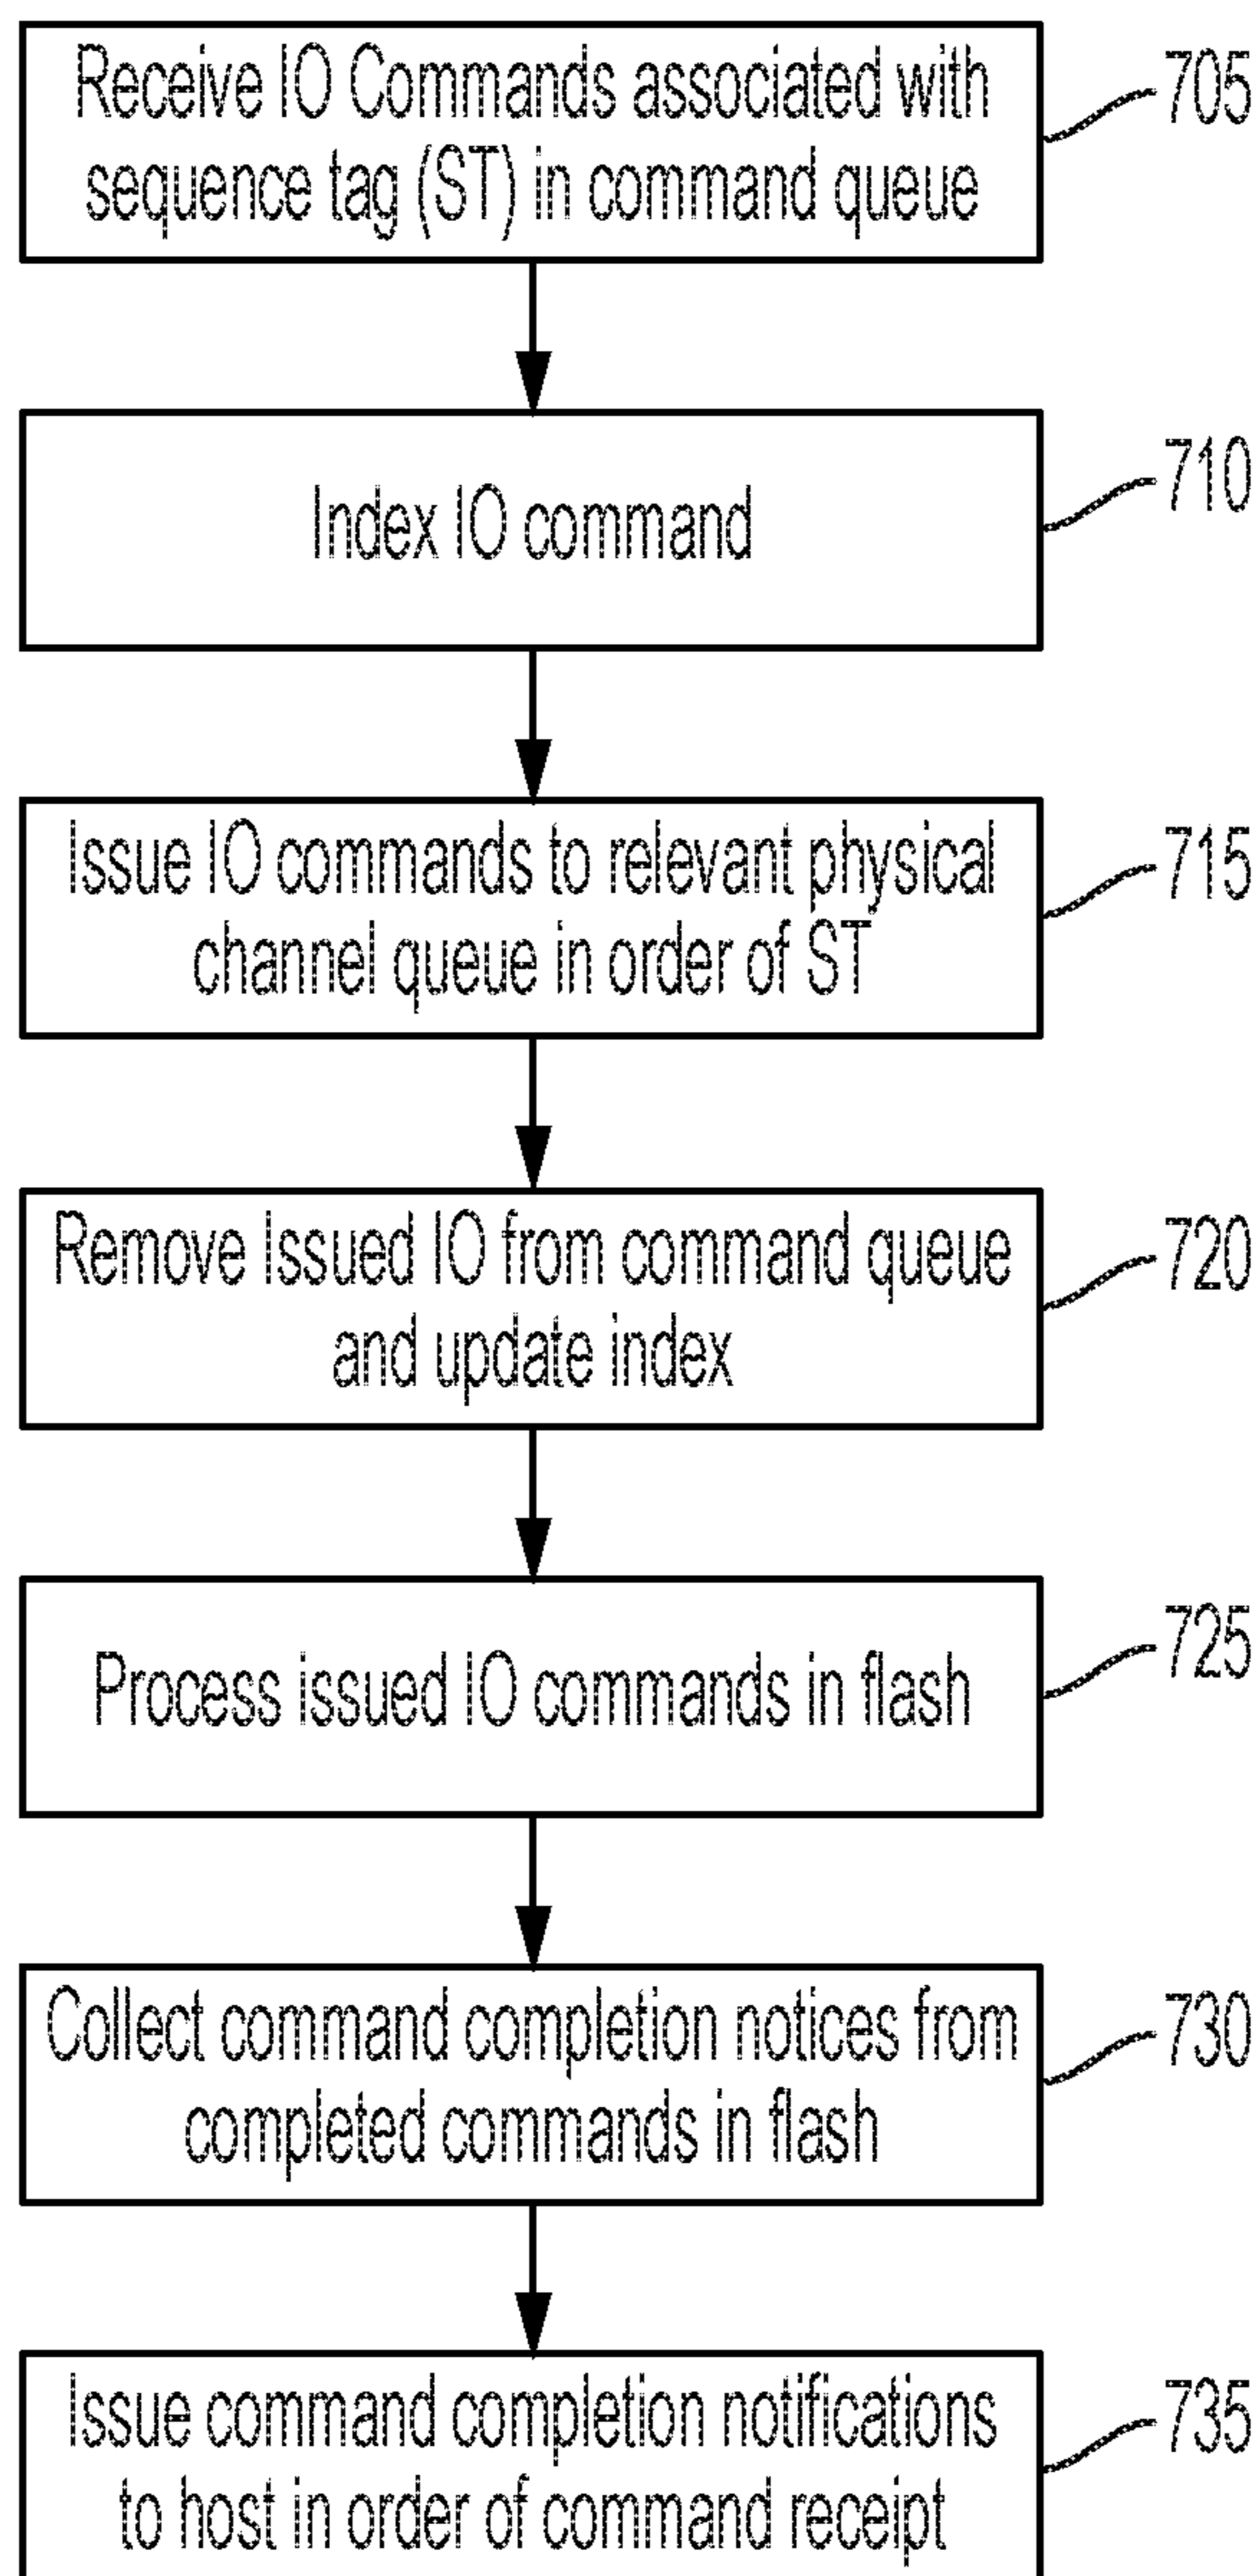 Receive IO Commands associated with
sequence tag (ST) in command queue
705
Index IO command
710
Issue IO commands to relevant physical
channel queue in order of ST
715
Remove Issued IO from command queue
and update index
720
Process issued IO commands in flash
725
Collect command completion notices from
completed commands in flash
730
Issue command completion notifications
to host in order of command receipt
735